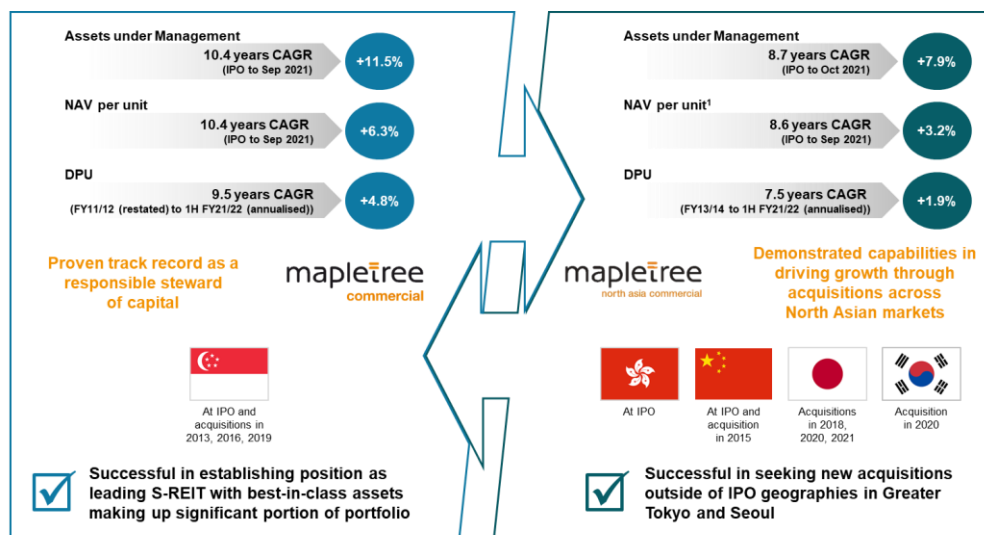 Assets under Management
10.4 years CAGR
(IPO to Sep 2021)
+11.5%
NAV per unit
10.4 years CAGR
(IPO to Sep 2021)
+6.3%
DPU
9.5 years CAGR
(FY11/12 (restated) to 1H FY21/22 (annualised))
+4.8%
Proven track record as a
responsible steward
of capital
mapletree
commercial
At IPO and
acquisitions in
2013, 2016, 2019
Successful in establishing position as
leading S-REIT with best-in-class assets
making up significant portion of portfolio
Assets under Management
8.7 years CAGR
(IPO to Oct 2021)
+7.9%
NAV per unit¹
8.6 years CAGR
(IPO to Sep 2021)
+3.2%
DPU
7.5 years CAGR
(FY13/14 to 1H FY21/22 (annualised))
+1.9%
mapletree
north asia commercial
Demonstrated capabilities in
driving growth through
acquisitions across
North Asian markets
At IPO
At IPO and
acquisition
in 2015
Acquisitions
in 2018,
2020, 2021
Acquisition
in 2020
Successful in seeking new acquisitions
outside of IPO geographies in Greater
Tokyo and Seoul